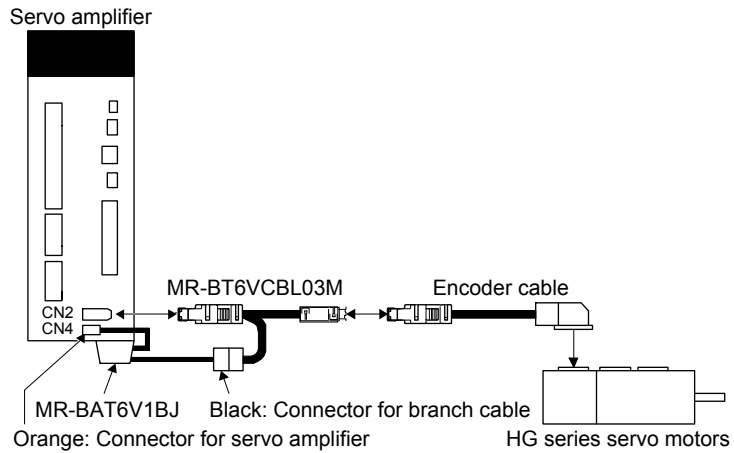 Servo amplifier
MR-BT6VCBL03M
Encoder cable
CN2
CN4
MR-BAT6V1BJ
Black: Connector for branch cable
Orange: Connector for servo amplifier
HG series servo motors